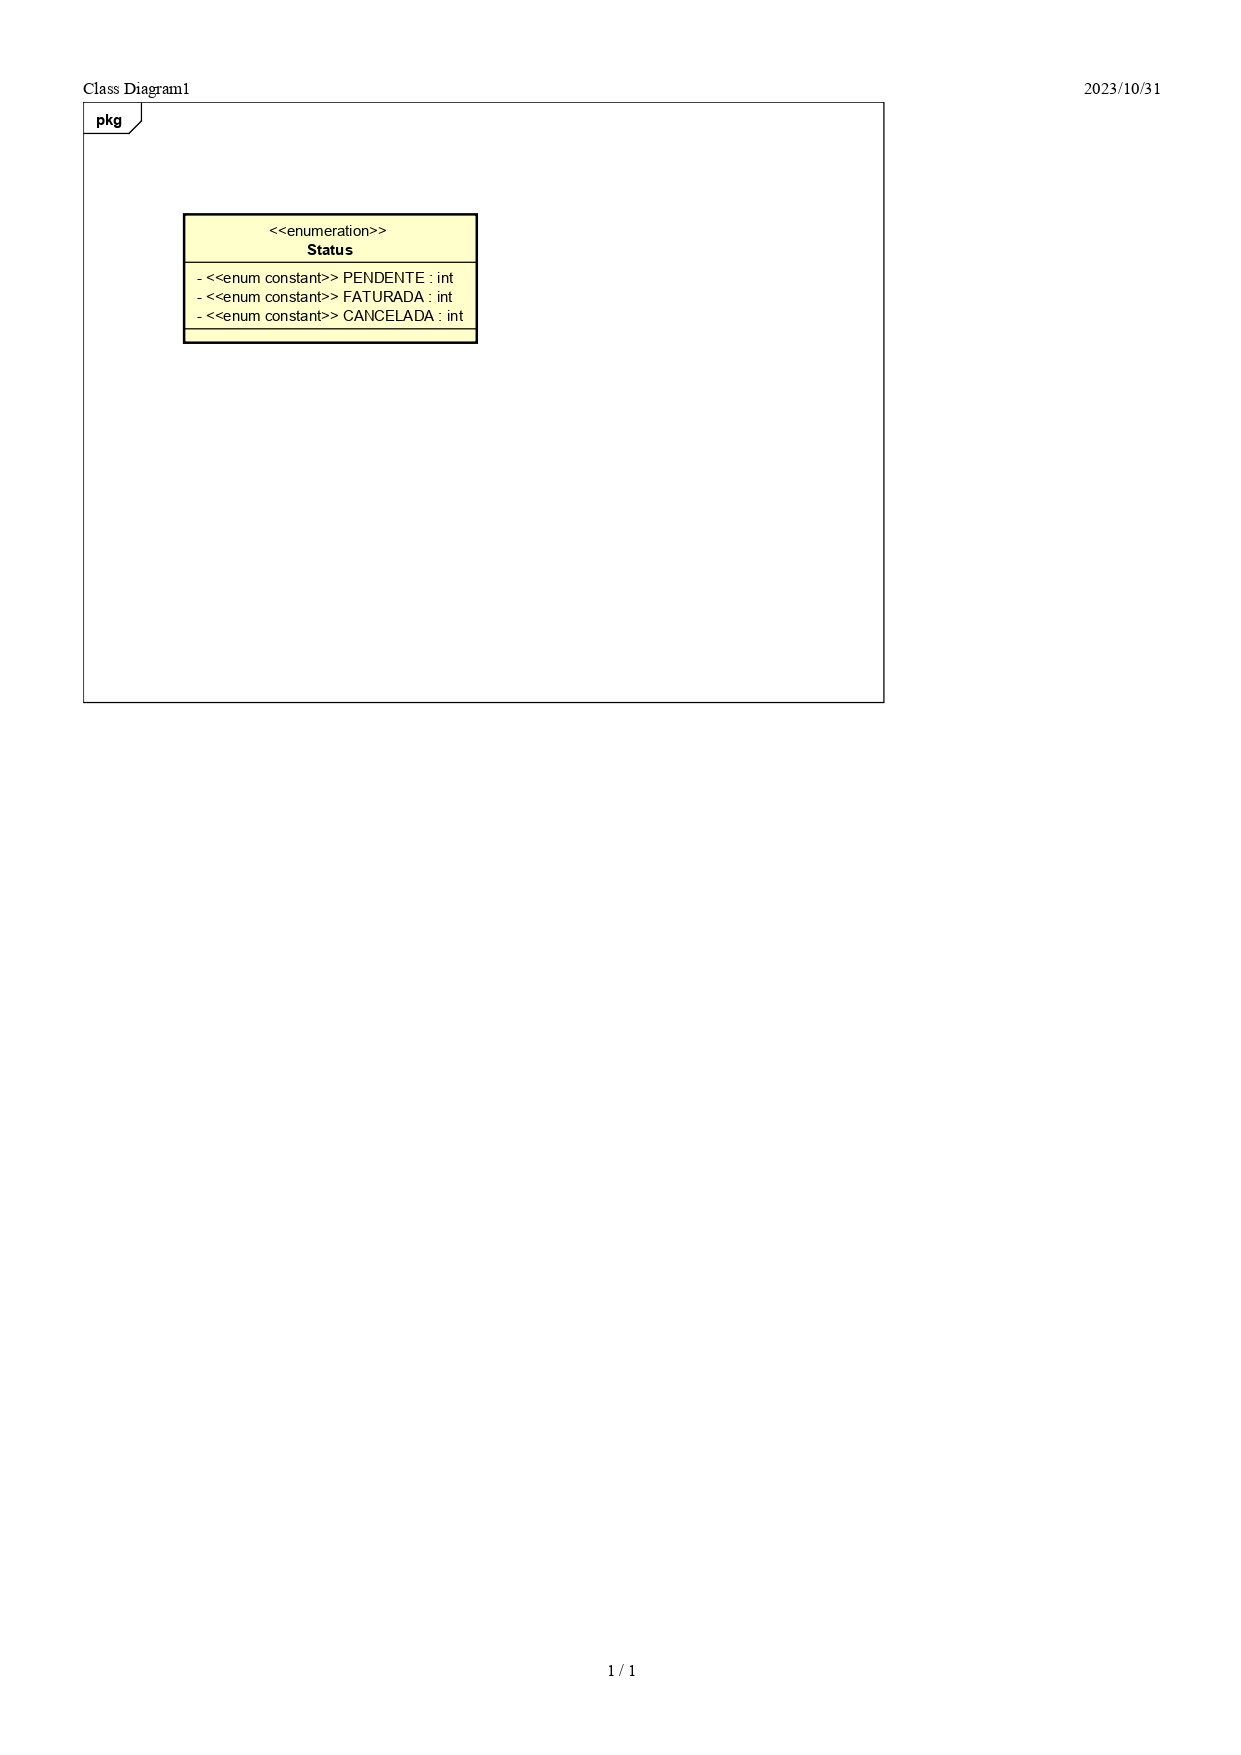 Class Diagram1
2023/10/31
pkg
<<enumeration>>
Status
- <<enum constant>> PENDENTE : int
- <<enum constant>> FATURADA : int
- <<enum constant>> CANCELADA : int
1 / 1